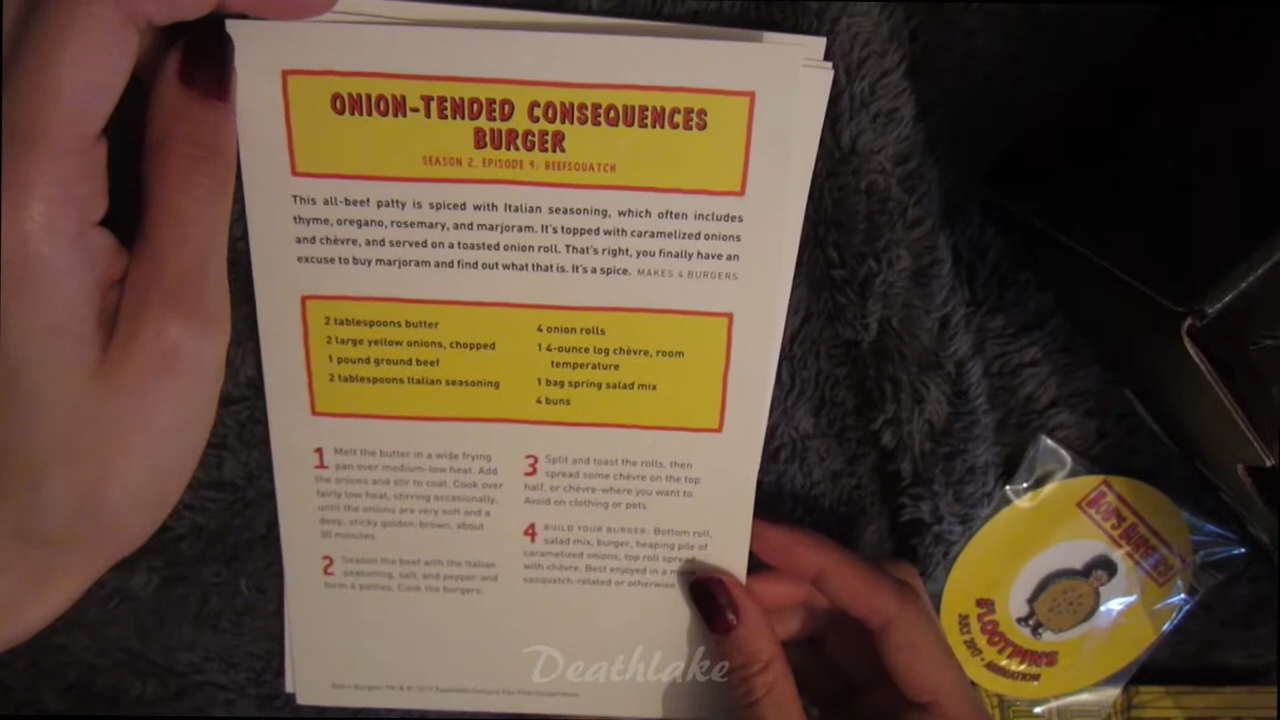 ONION-TENDED CONSEQUENCES
BURGER
SEASON 2, EPISODE 9: BEEFSQUATCH
This all-beef patty is spiced with Italian seasoning, which often includes
thyme, oregano, rosemary, and marjoram. It's topped with caramelized onions
and chèvre, and served on a toasted onion roll. That's right, you finally have an
excuse to buy marjoram and find out what that is. It's a spice. MAKES 4 BURGERS
2 tablespoons butter
2 large yellow onions, chopped
1 pound ground beef
2 tablespoons Italian seasoning
4 onion rolls
1 4-ounce log chèvre, room
temperature
1 bag spring salad mix
4 buns
1 Melt the butter in a wide frying
pan over medium-low heat. Add
the onions and stir to coat. Cook over
fairly low heat, stirring occasionally,
until the onions are very soft and a
deep, sticky golden-brown, about
30 minutes.
2 Season the beef with the Italian
seasoning, salt, and pepper and
form 4 patties. Cook the burgers.
3 Split and toast the rolls, then
spread some chèvre on the top
half, or chèvre-where you want to.
Avoid on clothing or pets.
4 BUILD YOUR BURGER: Bottom roll,
salad mix, burger, heaping pile of
caramelized onions, top roll spread
with chèvre. Best enjoyed in a
sasquatch-related or otherwise
BOB'S BURGERS
#LOOTPINS
JULY 2017 • ANIMATION
Deathlake